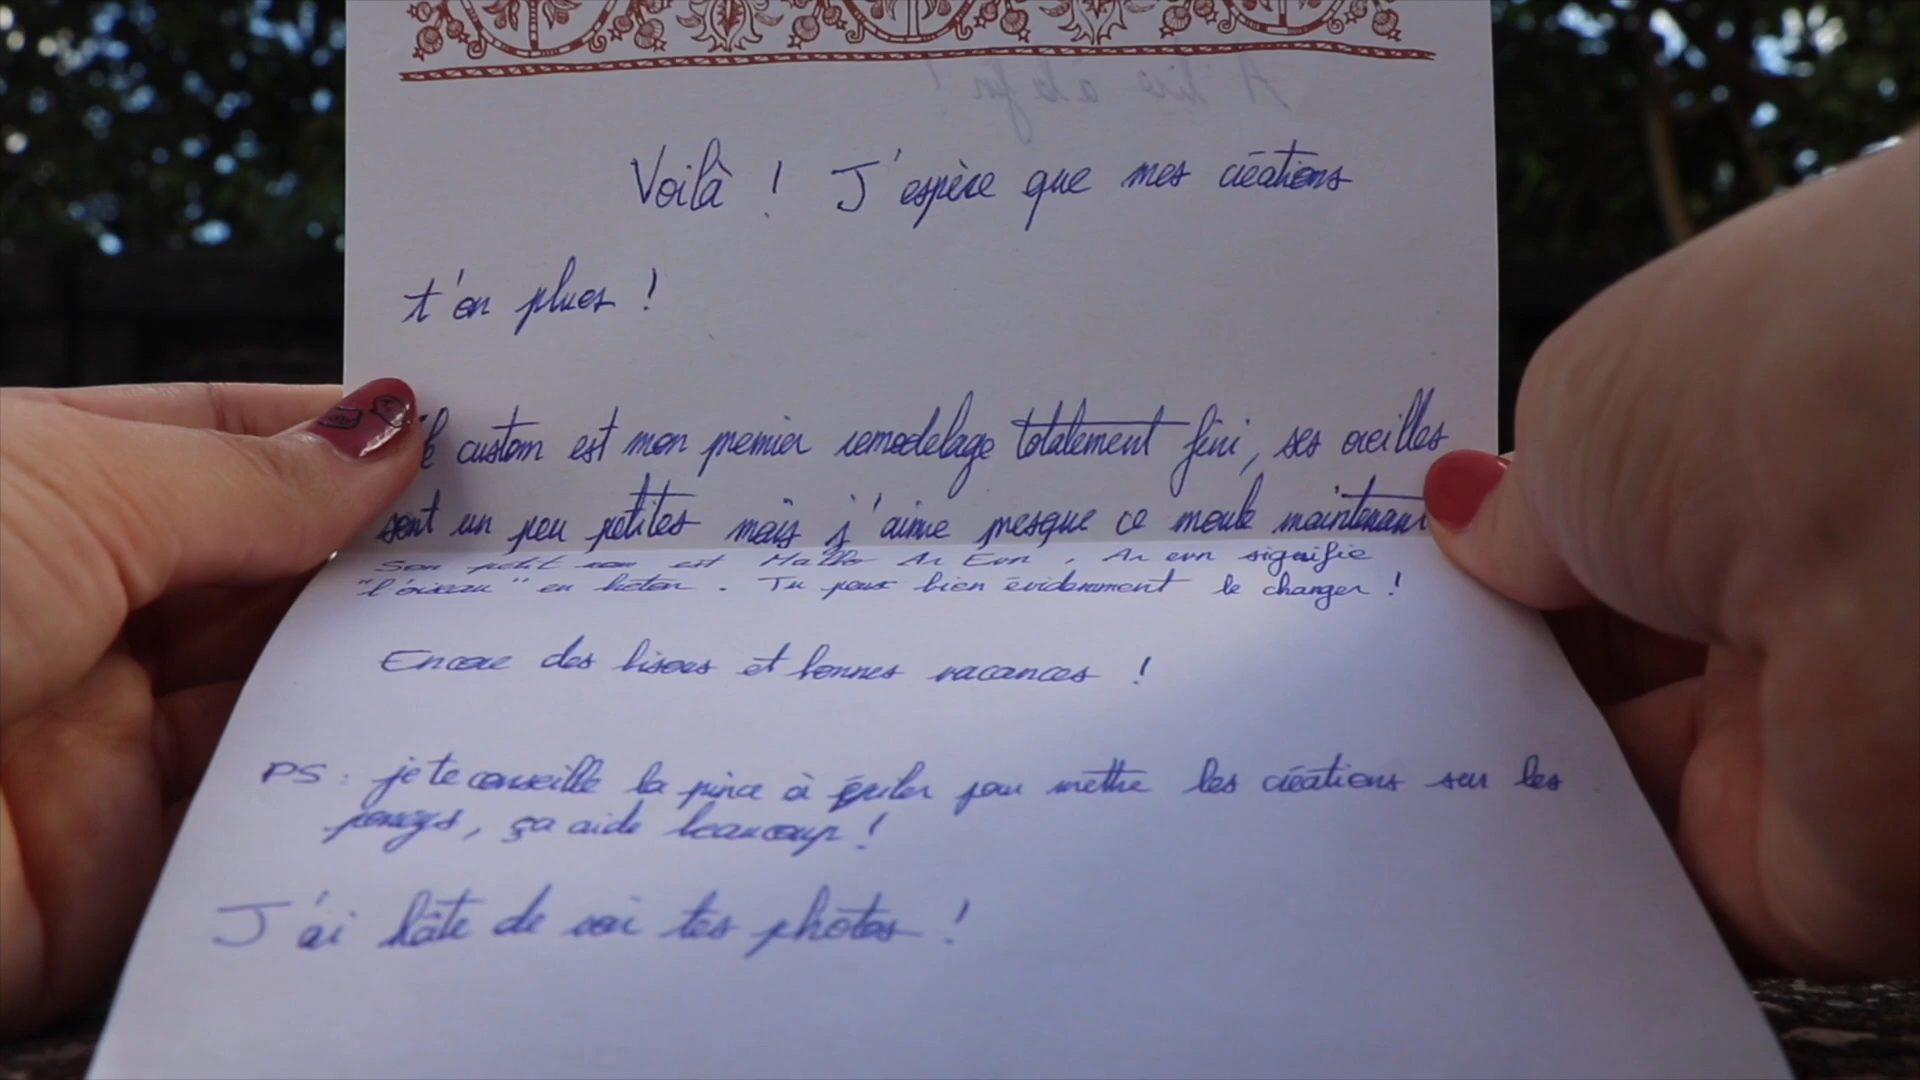 A lire à la fin !
Voilà ! J'espère que mes créations
t'en plues !
custom est mon premier remodelage totalement fini, ses oreilles
sont un peu petites mais j'aime presque ce moule maintenant
Son petit nom est Ar Evn, Ar evn signifie
"l'oiseau" en breton. Tu peux bien évidemment le changer !
Encore des bisous et bonnes vacances !
PS : je te conseille la pince à épiler pour mettre les créations sur les
poneys, ça aide beaucoup !
J'ai hâte de voir tes photos !